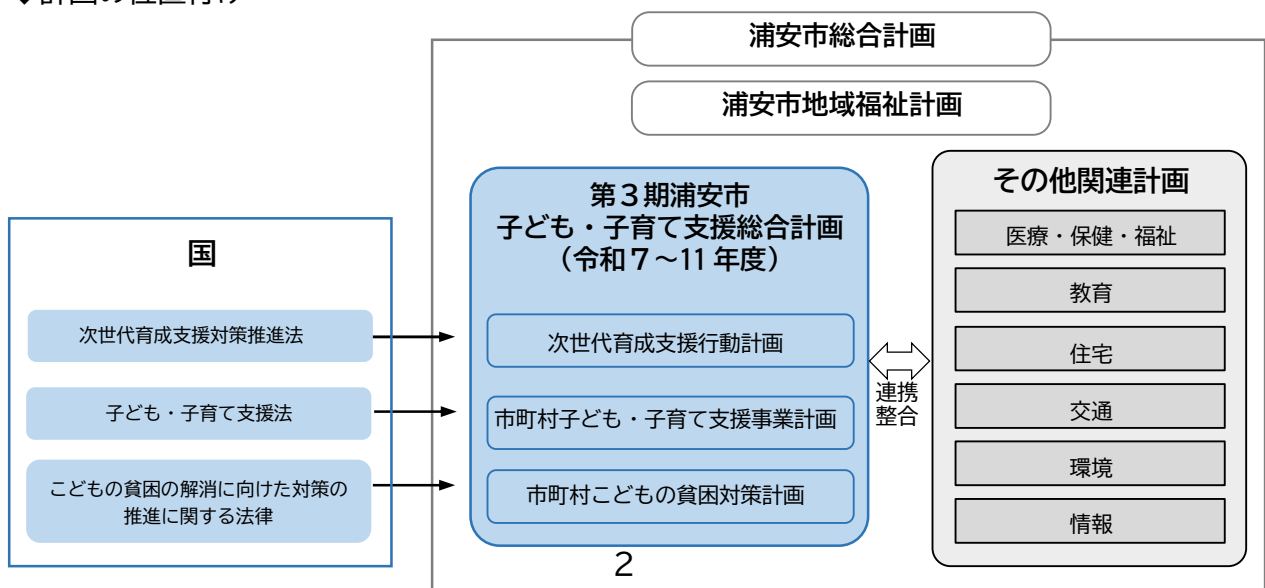 浦安市総合計画
浦安市地域福祉計画
国
次世代育成支援対策推進法
子ども・子育て支援法
こどもの貧困の解消に向けた対策の
推進に関する法律
第3期浦安市
子ども・子育て支援総合計画
（令和7～11年度）
次世代育成支援行動計画
市町村子ども・子育て支援事業計画
市町村こどもの貧困対策計画
連携
整合
その他関連計画
医療・保健・福祉
教育
住宅
交通
環境
情報
2